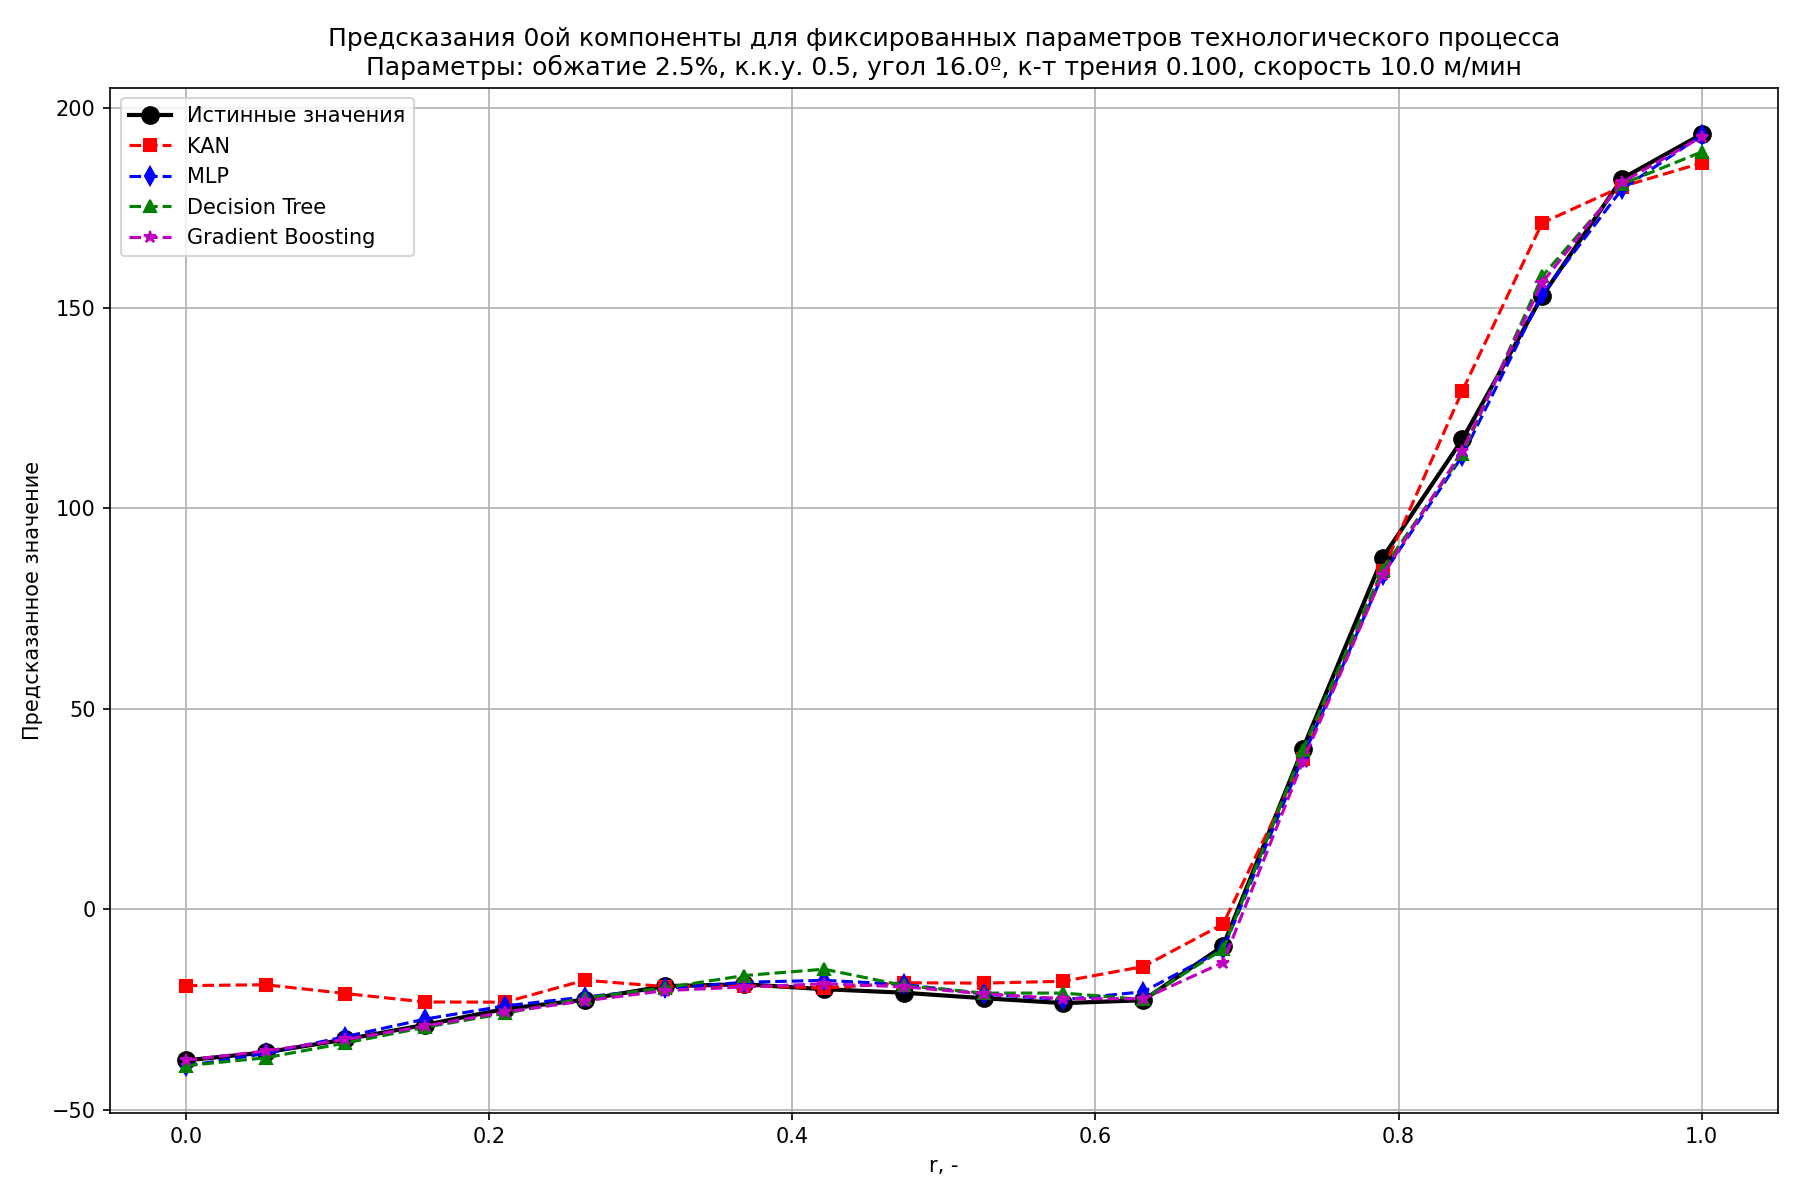 Предсказания 0ой компоненты для фиксированных параметров технологического процесса
Параметры: обжатие 2.5%, к.к.у. 0.5, угол 16.0º, к-т трения 0.100, скорость 10.0 м/мин
Истинные значения
KAN
MLP
Decision Tree
Gradient Boosting
Предсказанное значение
200
150
100
50
0
−50
0.0
0.2
0.4
0.6
0.8
1.0
r, -